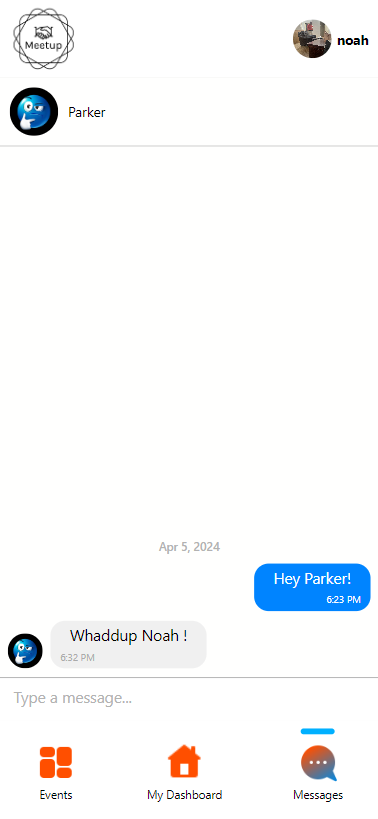 Meetup
noah
Parker
Apr 5, 2024
Hey Parker!
6:23 PM
Whaddup Noah !
6:32 PM
Type a message...
Events
My Dashboard
Messages